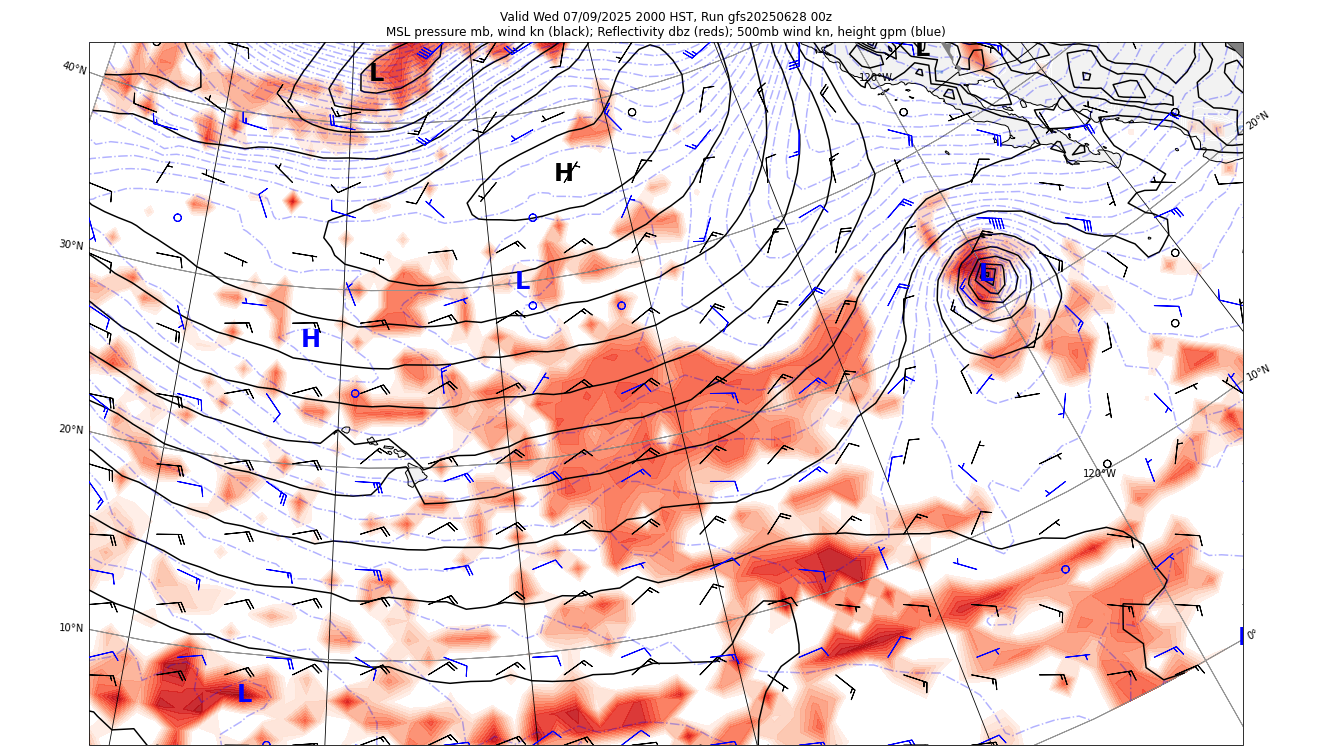 Valid Wed 07/09/2025 2000 HST, Run gfs20250628 00z
MSL pressure mb, wind kn (black); Reflectivity dbz (reds); 500mb wind kn, height gpm (blue)
L
40°N
L
120°W
20°N
H
30°N
L
L
H
10°N
20°N
120°W
10°N
0°
L